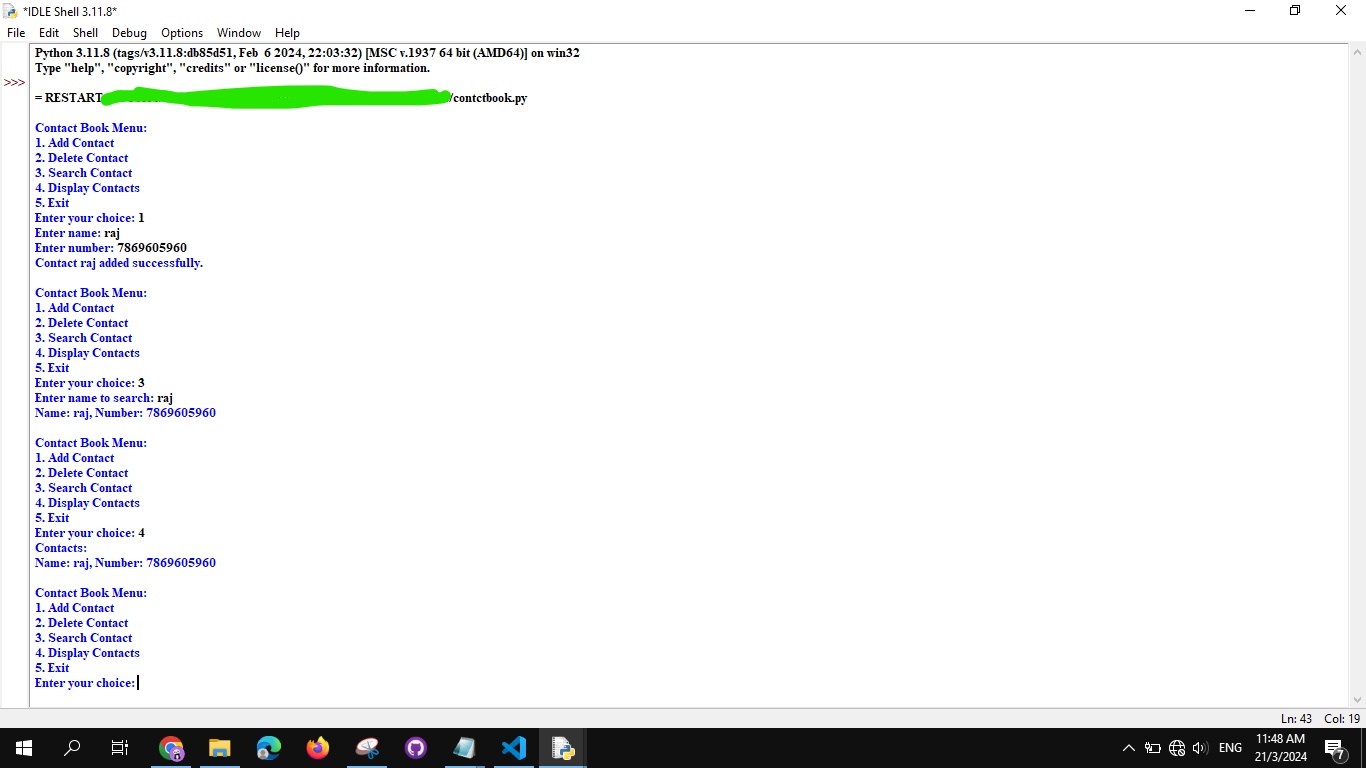 *IDLE Shell 3.11.8*
File Edit Shell Debug Options Window Help
Python 3.11.8 (tags/v3.11.8:db85d51, Feb  6 2024, 22:03:32) [MSC v.1937 64 bit (AMD64)] on win32
Type "help", "copyright", "credits" or "license()" for more information.
>>>
= RESTART /contctbook.py
Contact Book Menu:
1. Add Contact
2. Delete Contact
3. Search Contact
4. Display Contacts
5. Exit
Enter your choice: 1
Enter name: raj
Enter number: 7869605960
Contact raj added successfully.
Contact Book Menu:
1. Add Contact
2. Delete Contact
3. Search Contact
4. Display Contacts
5. Exit
Enter your choice: 3
Enter name to search: raj
Name: raj, Number: 7869605960
Contact Book Menu:
1. Add Contact
2. Delete Contact
3. Search Contact
4. Display Contacts
5. Exit
Enter your choice: 4
Contacts:
Name: raj, Number: 7869605960
Contact Book Menu:
1. Add Contact
2. Delete Contact
3. Search Contact
4. Display Contacts
5. Exit
Enter your choice:
Ln: 43 Col: 19
ENG
11:48 AM
21/3/2024
7